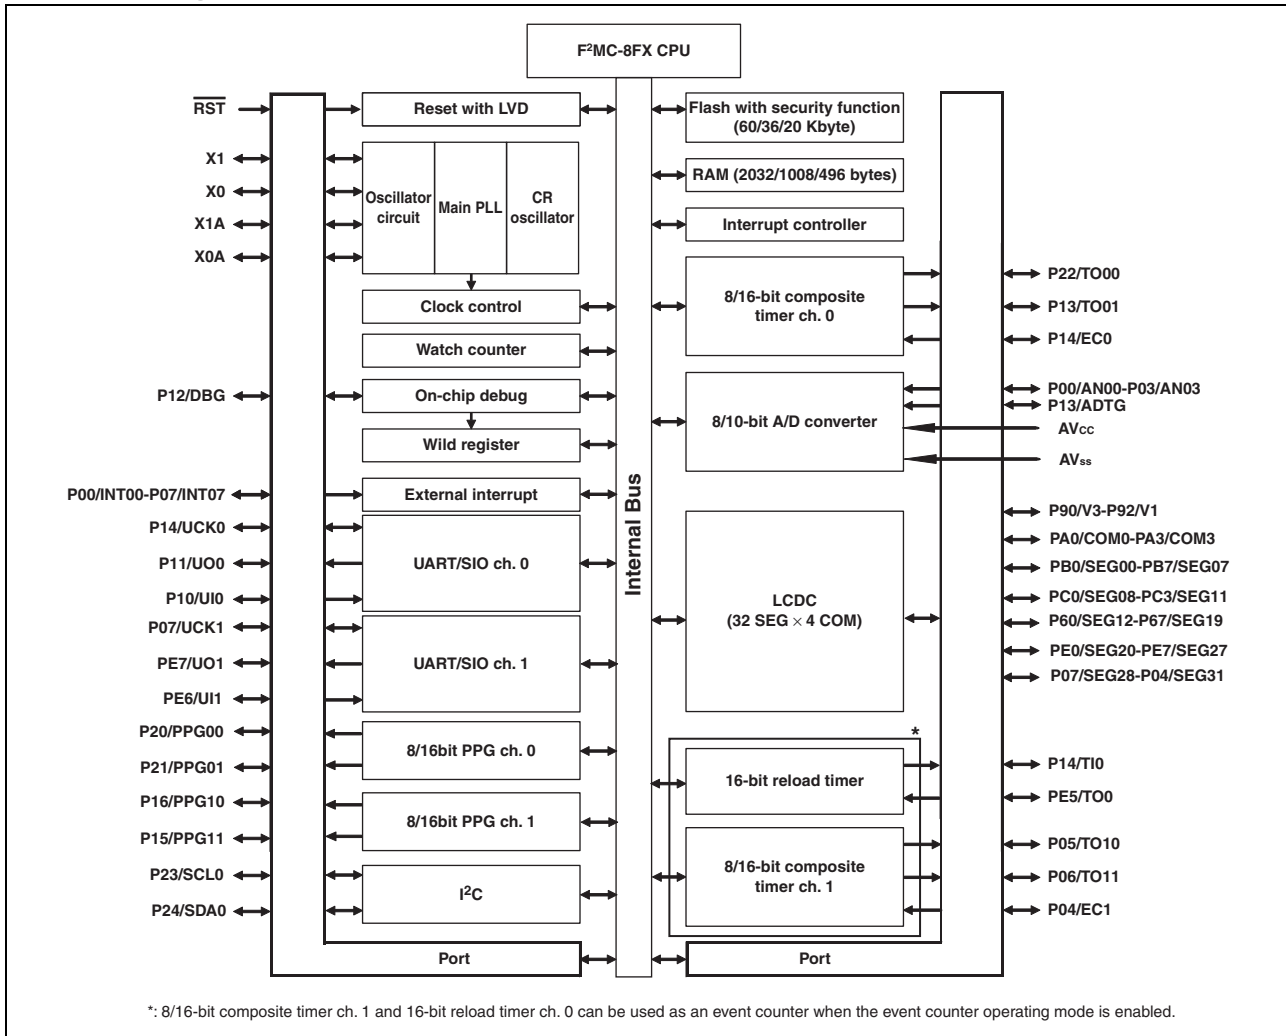 F²MC-8FX CPU
RST
X1
X0
X1A
X0A
P12/DBG
P00/INT00-P07/INT07
P14/UCK0
P11/UO0
P10/UI0
P07/UCK1
PE7/UO1
PE6/UI1
P20/PPG00
P21/PPG01
P16/PPG10
P15/PPG11
P23/SCL0
P24/SDA0
Reset with LVD
Oscillator
circuit
Main PLL
CR
oscillator
Clock control
Watch counter
On-chip debug
Wild register
External interrupt
UART/SIO ch. 0
UART/SIO ch. 1
8/16bit PPG ch. 0
8/16bit PPG ch. 1
I²C
Port
Internal Bus
Flash with security function
(60/36/20 Kbyte)
RAM (2032/1008/496 bytes)
Interrupt controller
8/16-bit composite
timer ch. 0
8/10-bit A/D converter
LCDC
(32 SEG × 4 COM)
*
16-bit reload timer
8/16-bit composite
timer ch. 1
Port
P22/TO00
P13/TO01
P14/EC0
P00/AN00-P03/AN03
P13/ADTG
AVCC
AVss
P90/V3-P92/V1
PA0/COM0-PA3/COM3
PB0/SEG00-PB7/SEG07
PC0/SEG08-PC3/SEG11
P60/SEG12-P67/SEG19
PE0/SEG20-PE7/SEG27
P07/SEG28-P04/SEG31
P14/TI0
PE5/TO0
P05/TO10
P06/TO11
P04/EC1
*: 8/16-bit composite timer ch. 1 and 16-bit reload timer ch. 0 can be used as an event counter when the event counter operating mode is enabled.